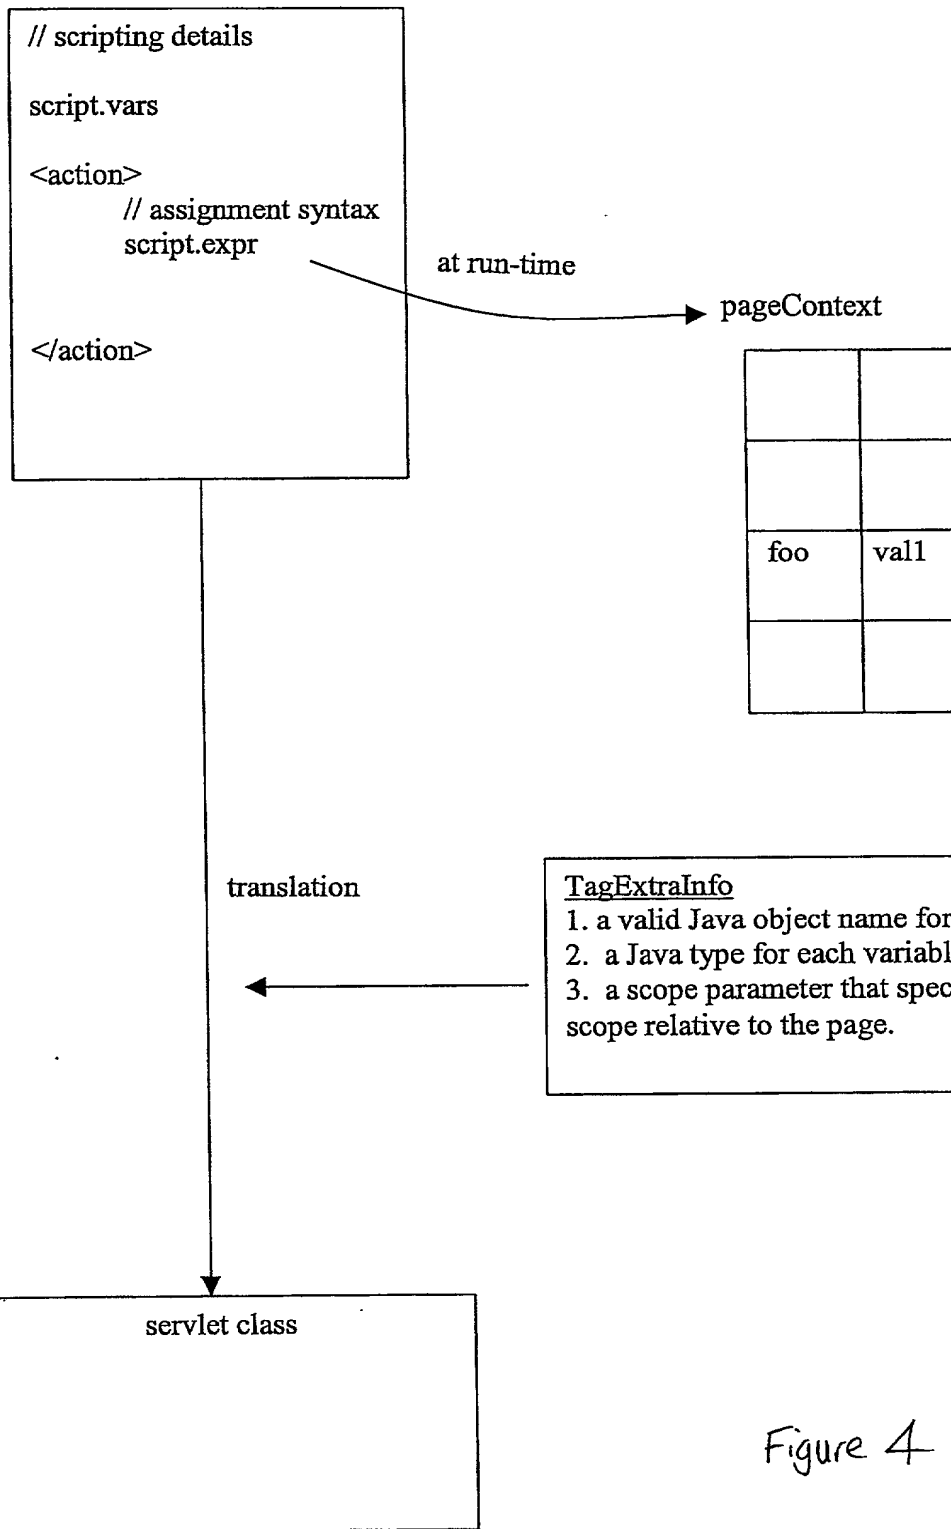 // scripting details
script.vars
<action>
// assignment syntax
script.expr
</action>
at run-time
pageContext
foo val1
translation
TagExtraInfo
1. a valid Java object name for
2. a Java type for each variabl
3. a scope parameter that spec
scope relative to the page.
servlet class
Figure 4